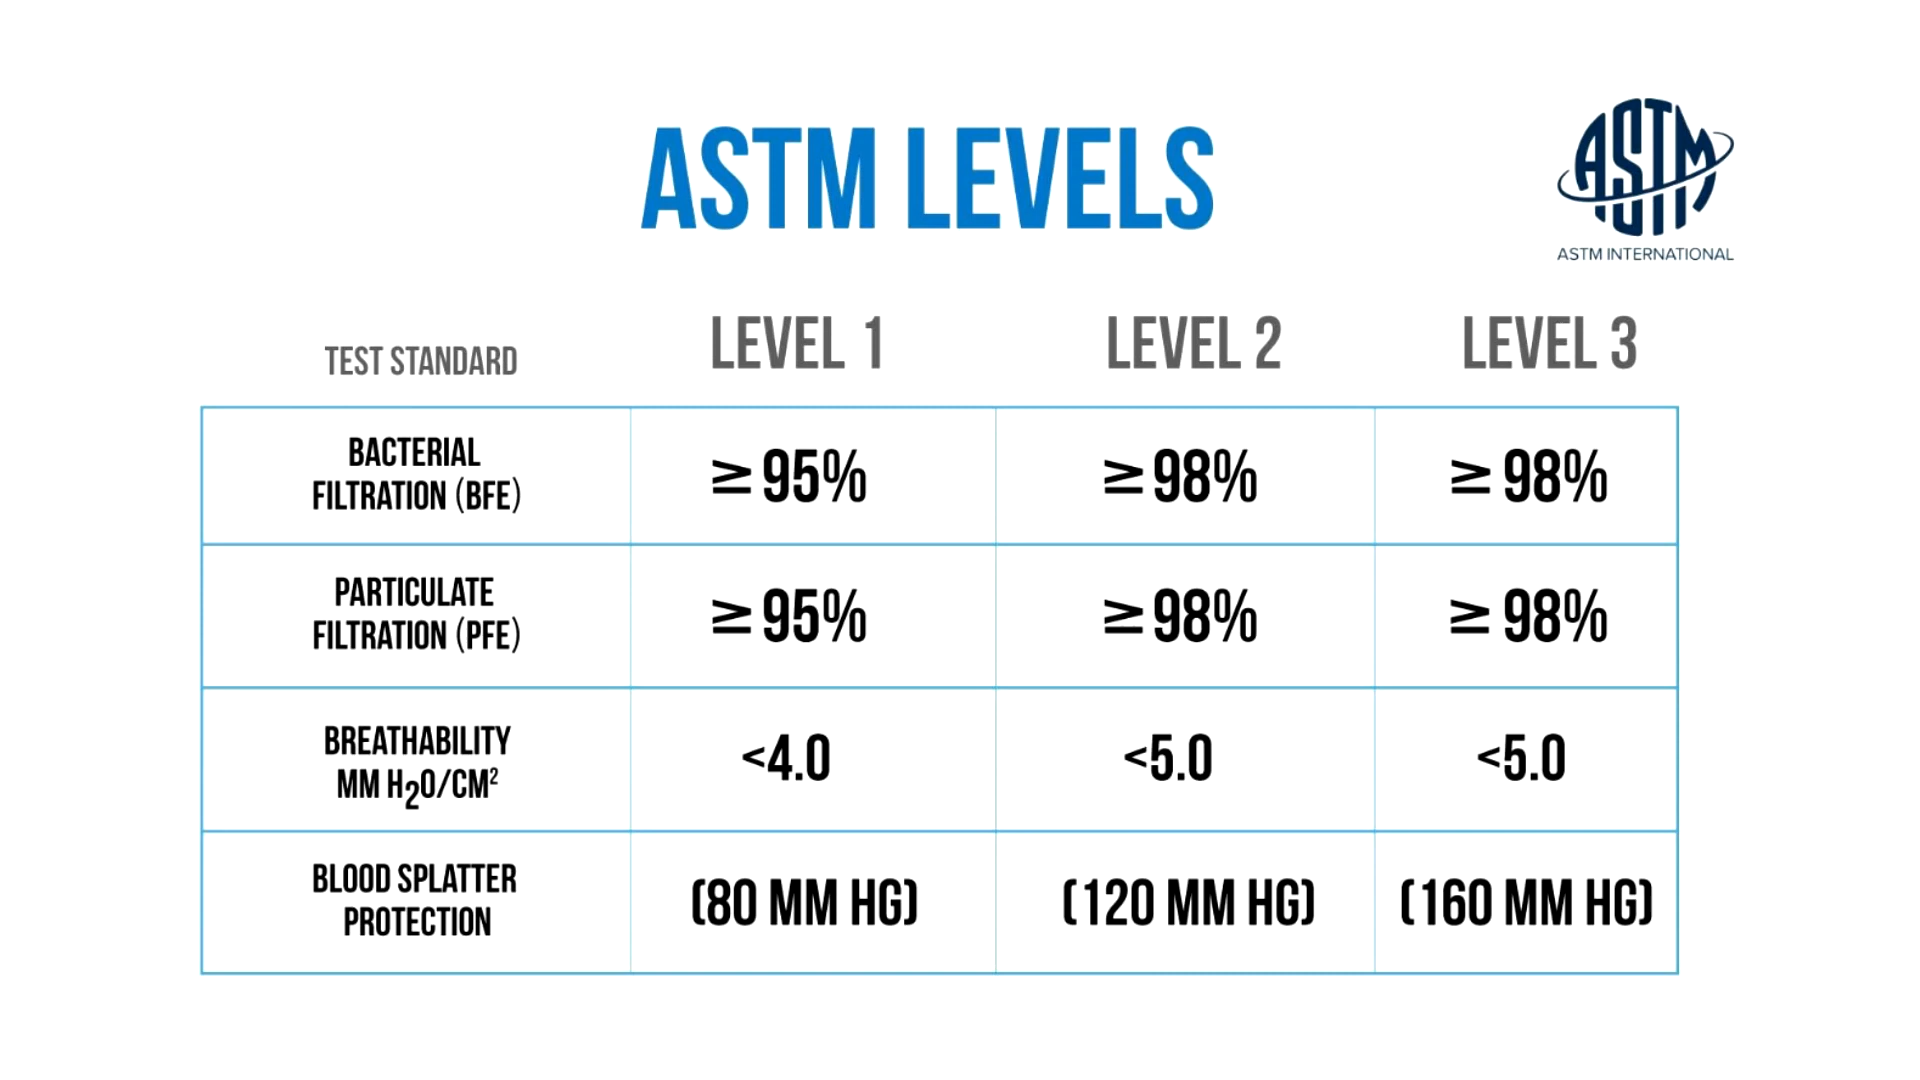 ASTM LEVELS
ASTM
ASTM INTERNATIONAL
TEST STANDARD LEVEL 1 LEVEL 2 LEVEL 3
BACTERIAL
FILTRATION (BFE)
≥ 95% ≥ 98% ≥ 98%
PARTICULATE
FILTRATION (PFE)
≥ 95% ≥ 98% ≥ 98%
BREATHABILITY
MM H₂O/CM²
<4.0 <5.0 <5.0
BLOOD SPLATTER
PROTECTION
(80 MM HG) (120 MM HG) (160 MM HG)